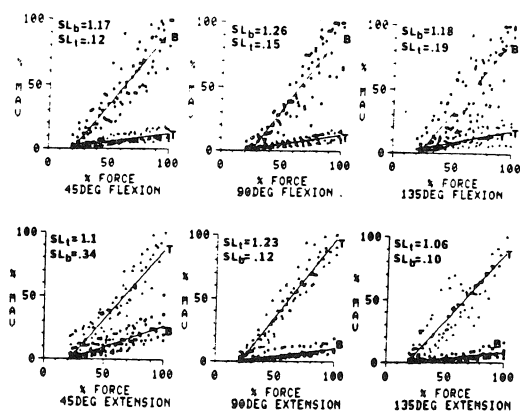 SLb=1.17
SLt=.12
100
50
0
% MAV
B
T
0 50 100
% FORCE
45DEG FLEXION
SLb=1.26
SLt=.15
100
50
0
% MAV
B
T
0 50 100
% FORCE
90DEG FLEXION .
SLb=1.18
SLt=.19
100
50
0
% MAV
B
T
0 50 100
% FORCE
135DEG FLEXION
SLt=1.1
SLb=.34
100
50
0
% MAV
T
B
0 50 100
% FORCE
45DEG EXTENSION
SLt=1.23
SLb=.12
100
50
0
% MAV
T
B
0 50 100
% FORCE
90DEG EXTENSION
SLt=1.06
SLb=.10
100
50
0
% MAV
T
B
0 50 100
% FORCE
135DEG EXTENSION